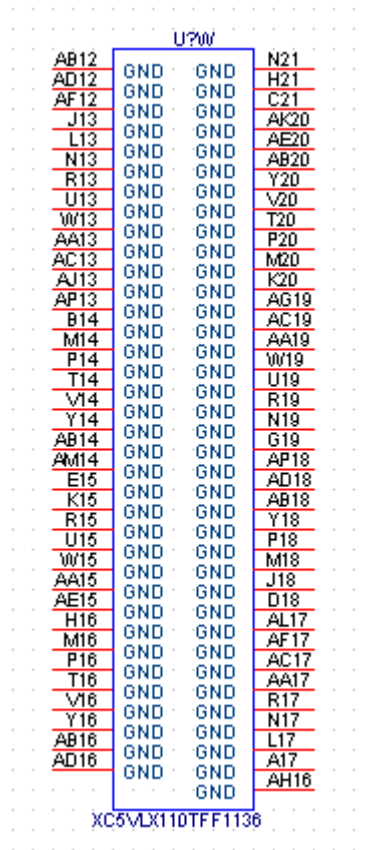 U?W
AB12 GND GND N21
AD12 GND GND H21
AF12 GND GND C21
J13 GND GND AK20
L13 GND GND AE20
N13 GND GND AB20
R13 GND GND Y20
U13 GND GND V20
W13 GND GND T20
AA13 GND GND P20
AC13 GND GND M20
AJ13 GND GND K20
AP13 GND GND AG19
B14 GND GND AC19
M14 GND GND AA19
P14 GND GND W19
T14 GND GND U19
V14 GND GND R19
Y14 GND GND N19
AB14 GND GND G19
AM14 GND GND AP18
E15 GND GND AD18
K15 GND GND AB18
R15 GND GND Y18
U15 GND GND P18
W15 GND GND M18
AA15 GND GND J18
AE15 GND GND D18
H16 GND GND AL17
M16 GND GND AF17
P16 GND GND AC17
T16 GND GND AA17
V16 GND GND R17
Y16 GND GND N17
AB16 GND GND L17
AD16 GND GND A17
GND AH16
XC5VLX110TFF1136